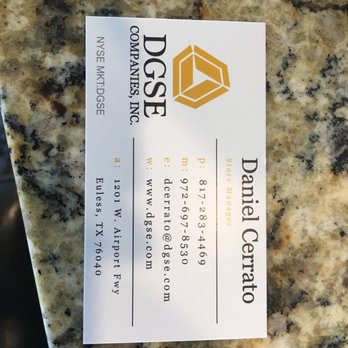 DGSE
COMPANIES, INC.
NYSE MKT:DGSE
Daniel Cerrato
Store Manager
p: 817-283-4469
m: 972-697-8530
e: dcerrato@dgse.com
w: www.dgse.com
a: 1201 W. Airport Fwy
Euless, TX 76040